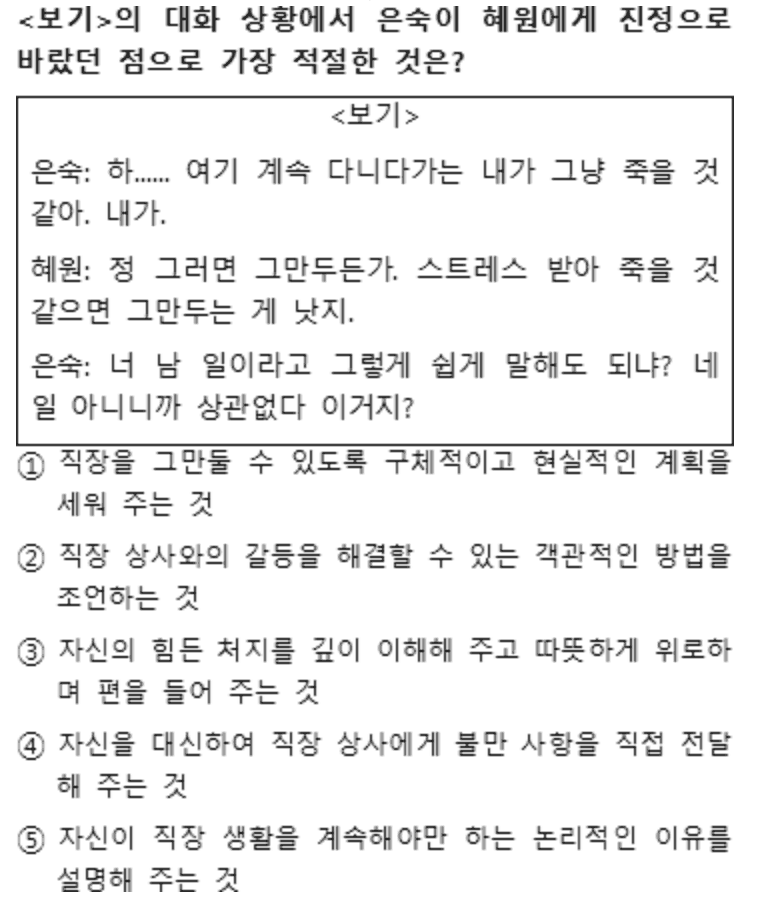 <보기>의 대화 상황에서 은숙이 혜원에게 진정으로
바랐던 점으로 가장 적절한 것은?
<보기>
은숙: 하...... 여기 계속 다니다가는 내가 그냥 죽을 것
같아. 내가.
혜원: 정 그러면 그만두든가. 스트레스 받아 죽을 것
같으면 그만두는 게 낫지.
은숙: 너 남 일이라고 그렇게 쉽게 말해도 되냐? 네
일 아니니까 상관없다 이거지?
① 직장을 그만둘 수 있도록 구체적이고 현실적인 계획을
세워 주는 것
② 직장 상사와의 갈등을 해결할 수 있는 객관적인 방법을
조언하는 것
③ 자신의 힘든 처지를 깊이 이해해 주고 따뜻하게 위로하
며 편을 들어 주는 것
④ 자신을 대신하여 직장 상사에게 불만 사항을 직접 전달
해 주는 것
⑤ 자신이 직장 생활을 계속해야만 하는 논리적인 이유를
설명해 주는 것